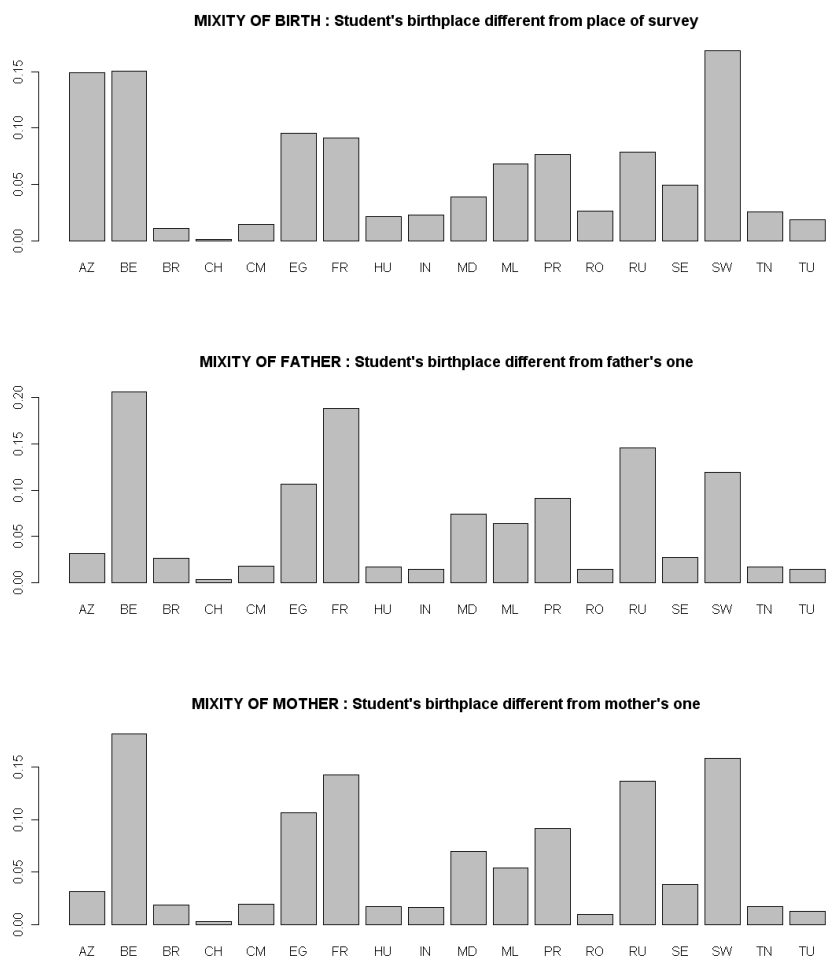 MIXITY OF BIRTH : Student's birthplace different from place of survey
0.15
0.10
0.05
0.00
AZ BE BR CH CM EG FR HU IN MD ML PR RO RU SE SW TN TU
MIXITY OF FATHER : Student's birthplace different from father's one
0.20
0.15
0.10
0.05
0.00
AZ BE BR CH CM EG FR HU IN MD ML PR RO RU SE SW TN TU
MIXITY OF MOTHER : Student's birthplace different from mother's one
0.15
0.10
0.05
0.00
AZ BE BR CH CM EG FR HU IN MD ML PR RO RU SE SW TN TU